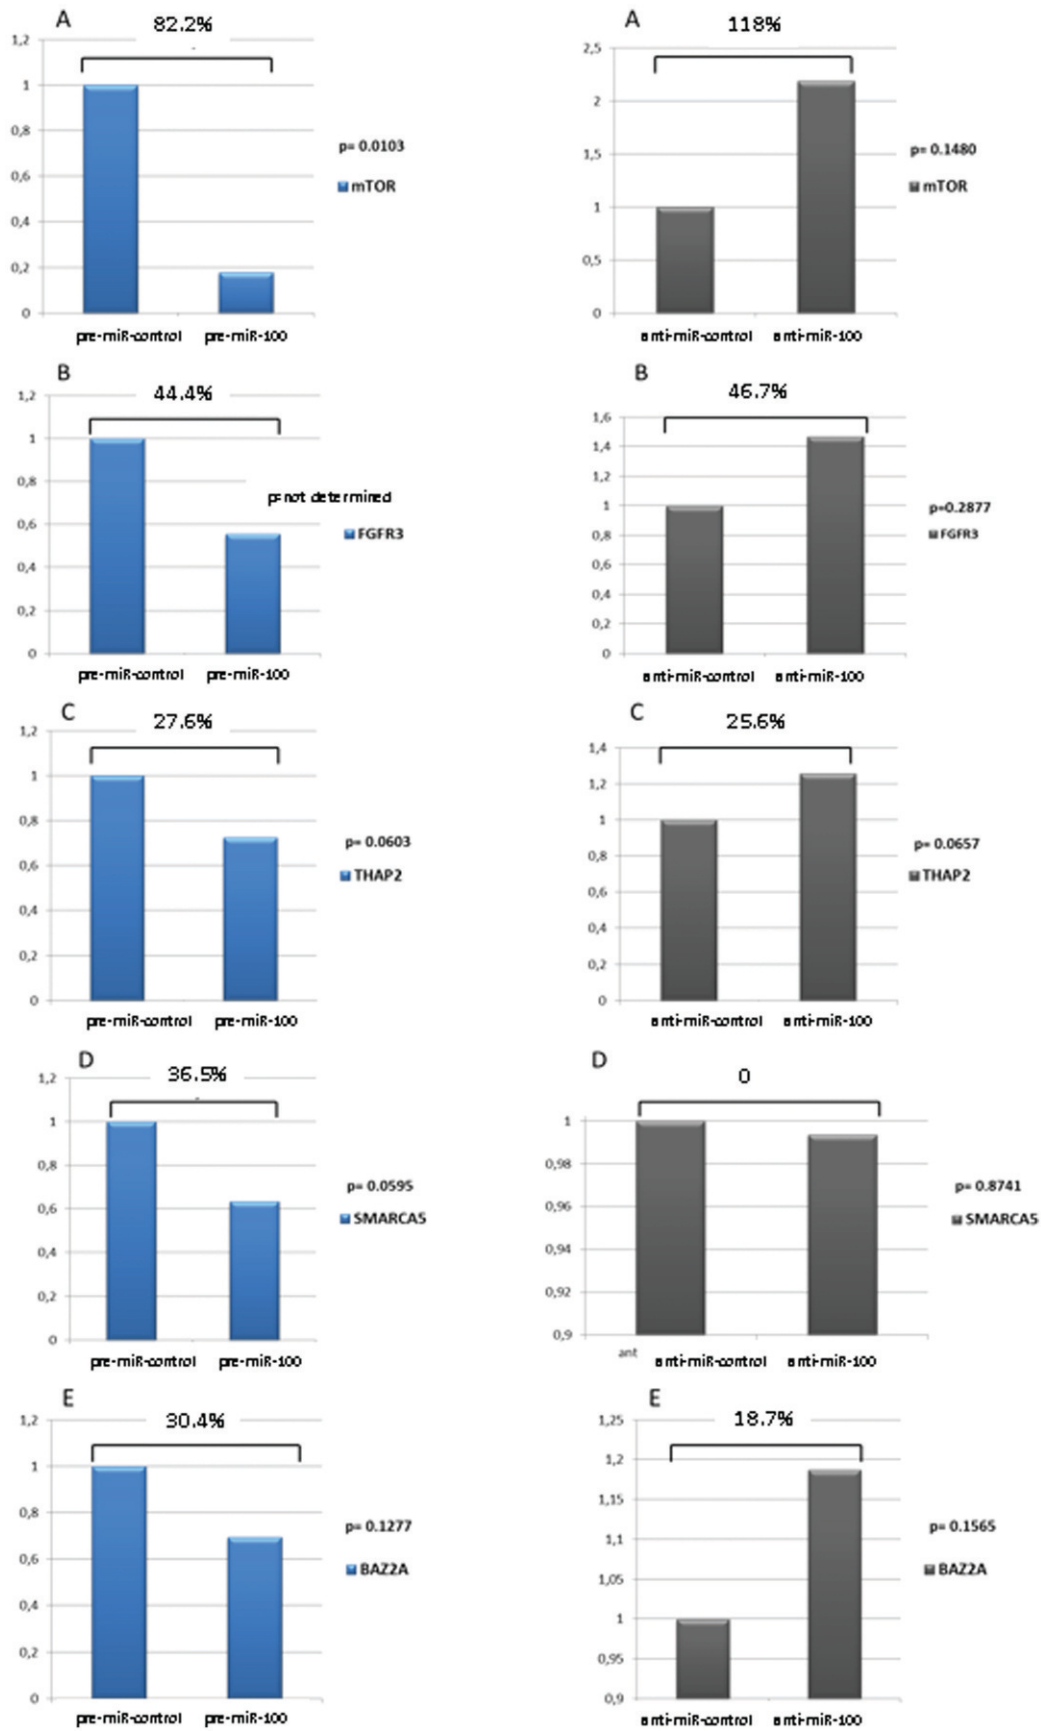 A
82.2%
1,2
1
0,8
0,6
0,4
0,2
0
p= 0.0103
mTOR
pre-miR-control pre-miR-100
A
118%
2,5
2
1,5
1
0,5
0
p= 0.1480
mTOR
anti-miR-control anti-miR-100
B
44.4%
1,2
1
0,8
0,6
0,4
0,2
0
p=not determined
FGFR3
pre-miR-control pre-miR-100
B
46.7%
1,6
1,4
1,2
1
0,8
0,6
0,4
0,2
0
p=0.2877
FGFR3
anti-miR-control anti-miR-100
C
27.6%
1,2
1
0,8
0,6
0,4
0,2
0
p= 0.0603
THAP2
pre-miR-control pre-miR-100
C
25.6%
1,4
1,2
1
0,8
0,6
0,4
0,2
0
p= 0.0657
THAP2
anti-miR-control anti-miR-100
D
36.5%
1,2
1
0,8
0,6
0,4
0,2
0
p= 0.0595
SMARCA5
pre-miR-control pre-miR-100
D
0
1
0,98
0,96
0,94
0,92
0,9
p= 0.8741
SMARCA5
ant anti-miR-control anti-miR-100
E
30.4%
1,2
1
0,8
0,6
0,4
0,2
0
p= 0.1277
BAZ2A
pre-miR-control pre-miR-100
E
18.7%
1,25
1,2
1,15
1,1
1,05
1
0,95
0,9
p= 0.1565
BAZ2A
anti-miR-control anti-miR-100